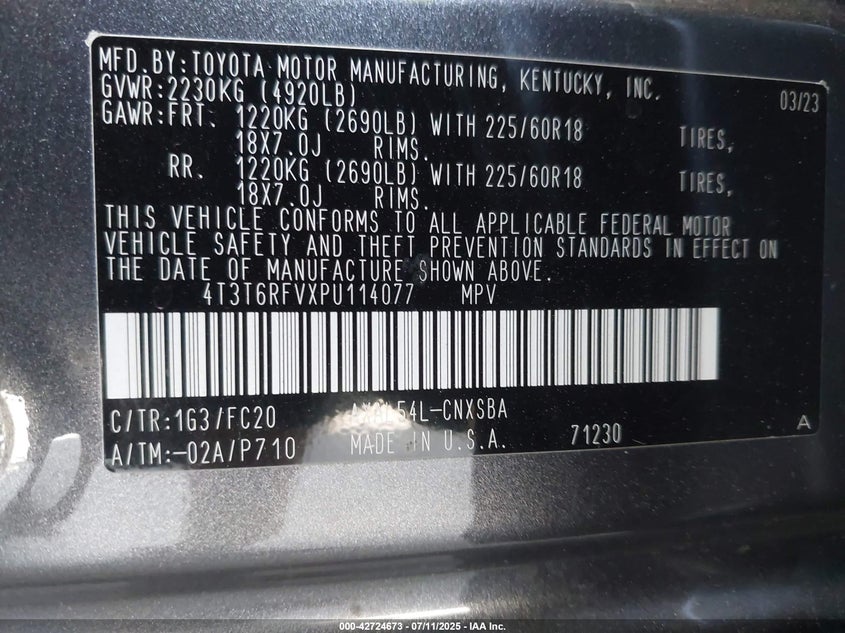 MFD.BY:TOYOTA MOTOR MANUFACTURING, KENTUCKY, INC.
GVWR:2230KG (4920LB) 03/23
GAWR:FRT. 1220KG (2690LB) WITH 225/60R18 TIRES,
18X7.0J RIMS.
RR. 1220KG (2690LB) WITH 225/60R18 TIRES,
18X7.0J RIMS.
THIS VEHICLE CONFORMS TO ALL APPLICABLE FEDERAL MOTOR
VEHICLE SAFETY AND THEFT PREVENTION STANDARDS IN EFFECT ON
THE DATE OF MANUFACTURE SHOWN ABOVE.
4T3T6RFVXPU114077 MPV
C/TR:1G3/FC20
A/TM:-02A/P710 MADE IN U.S.A. 71230 A
000-42724673 - 07/11/2025 - IAA Inc.